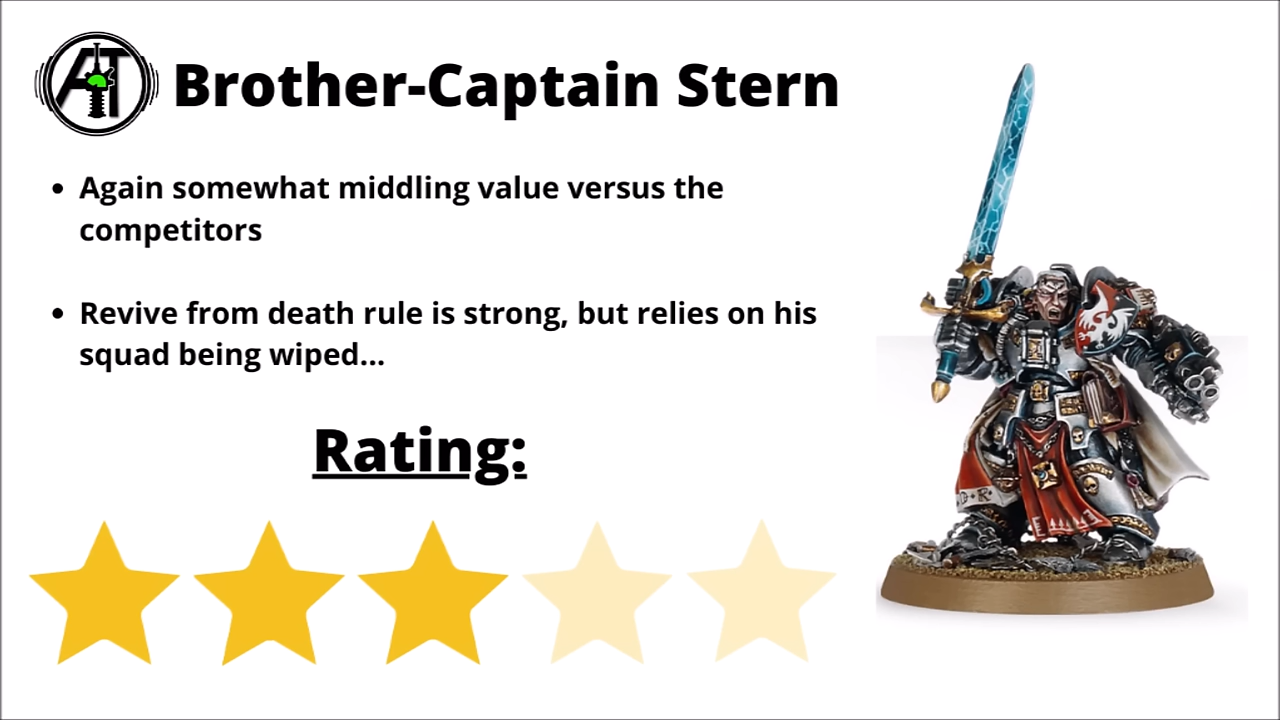 AT
Brother-Captain Stern
• Again somewhat middling value versus the
competitors
• Revive from death rule is strong, but relies on his
squad being wiped...
Rating: